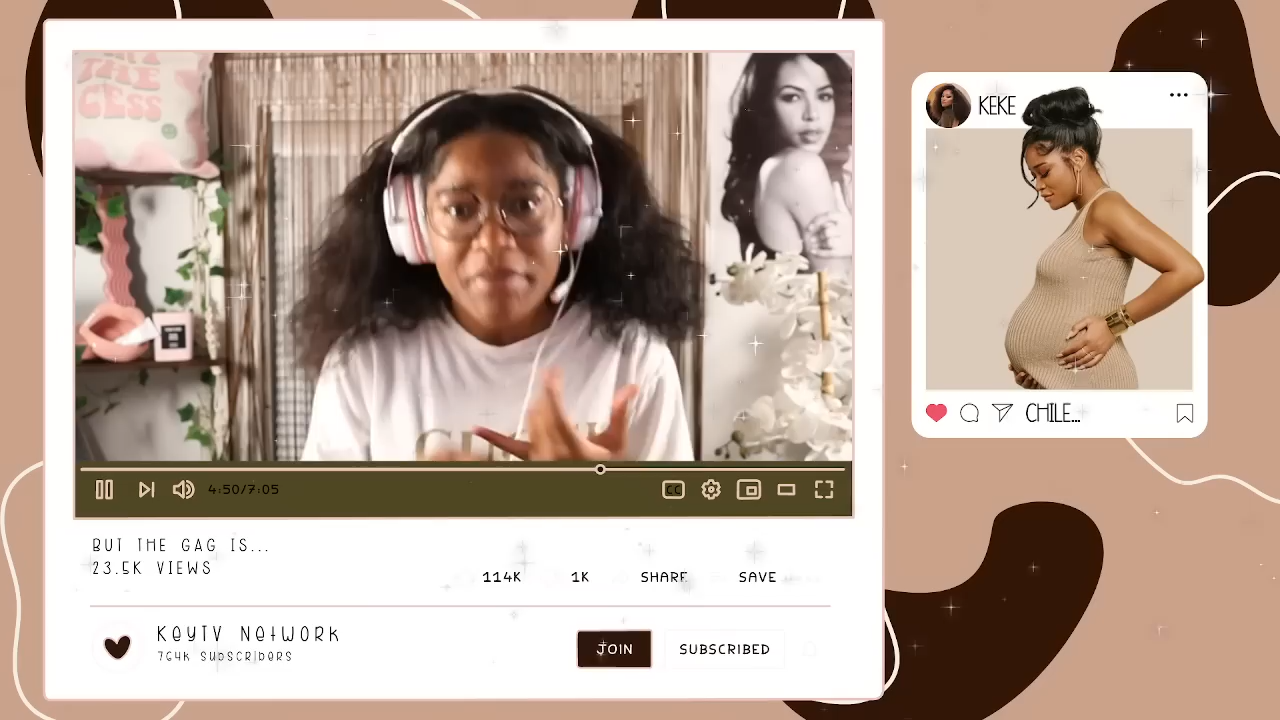 THE
CESS
KEKE
CHILE...
4:50/7:05
CC
BUT THE GAG IS...
23.5K VIEWS
114K
1K
SHARE
SAVE
KeyTV Network
764K SUBSCRIBERS
JOIN
SUBSCRIBED